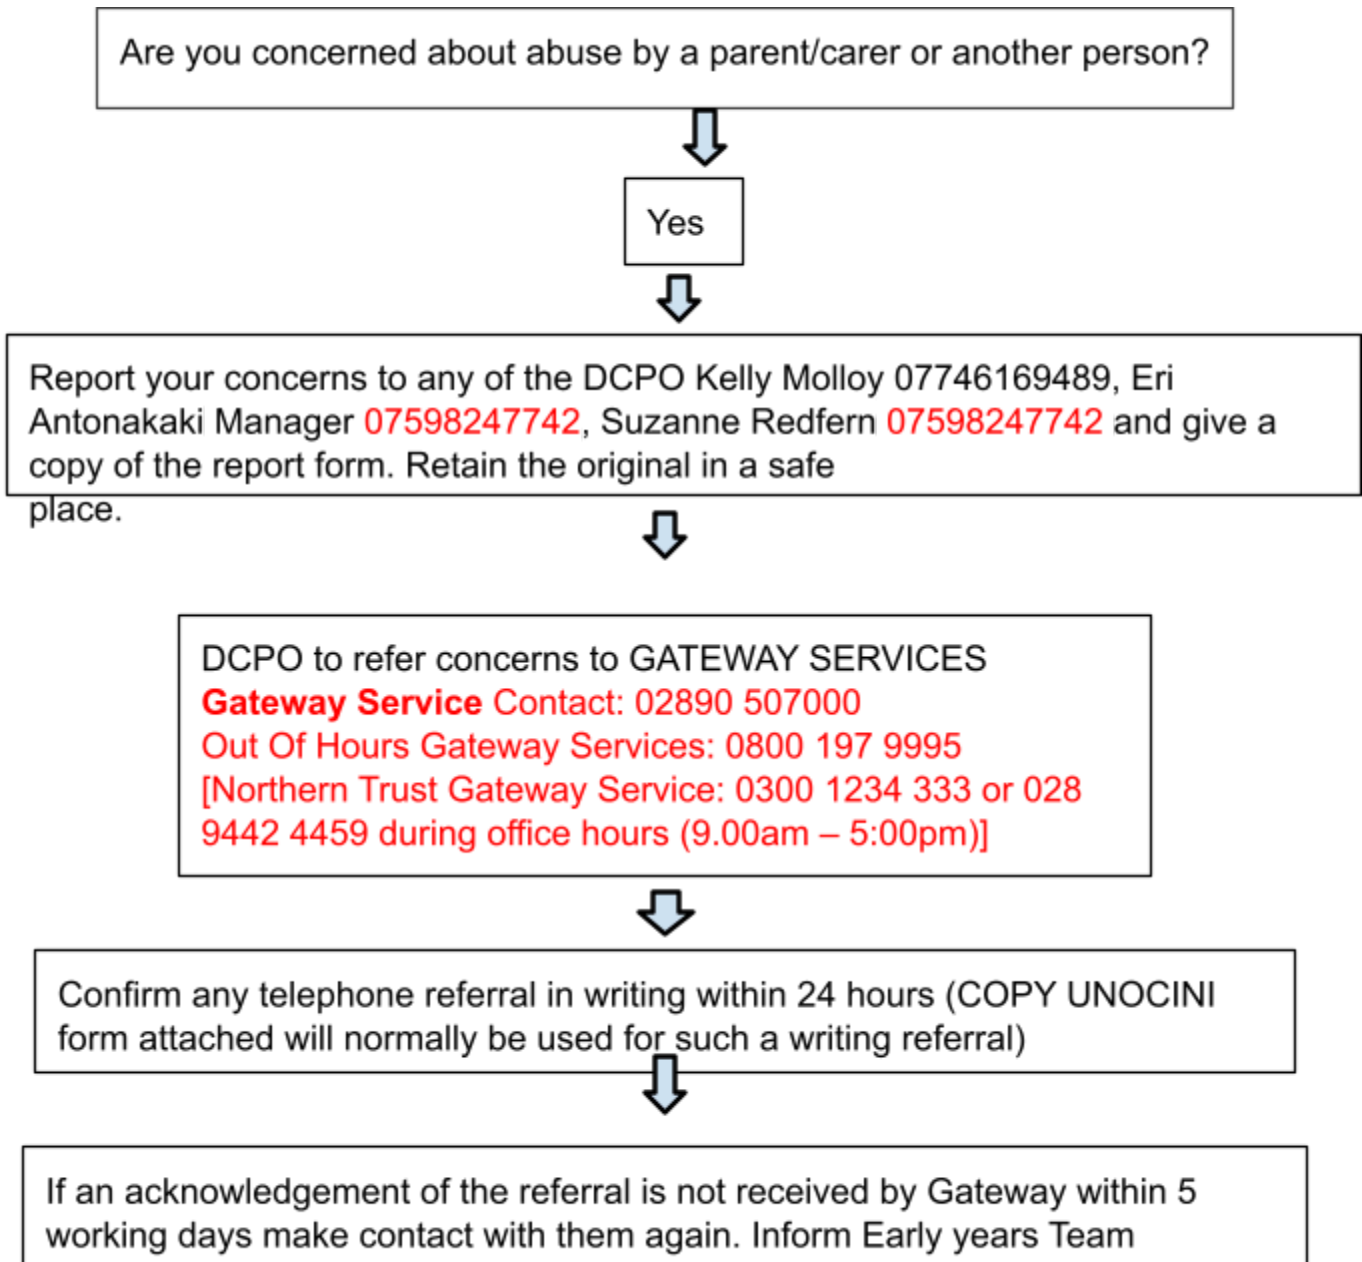 Are you concerned about abuse by a parent/carer or another person?
Yes
Report your concerns to any of the DCPO Kelly Molloy 07746169489, Eri
Antonakaki Manager 07598247742, Suzanne Redfern 07598247742 and give a
copy of the report form. Retain the original in a safe
place.
DCPO to refer concerns to GATEWAY SERVICES
Gateway Service Contact: 02890 507000
Out Of Hours Gateway Services: 0800 197 9995
[Northern Trust Gateway Service: 0300 1234 333 or 028
9442 4459 during office hours (9.00am – 5:00pm)]
Confirm any telephone referral in writing within 24 hours (COPY UNOCINI
form attached will normally be used for such a writing referral)
If an acknowledgement of the referral is not received by Gateway within 5
working days make contact with them again. Inform Early years Team